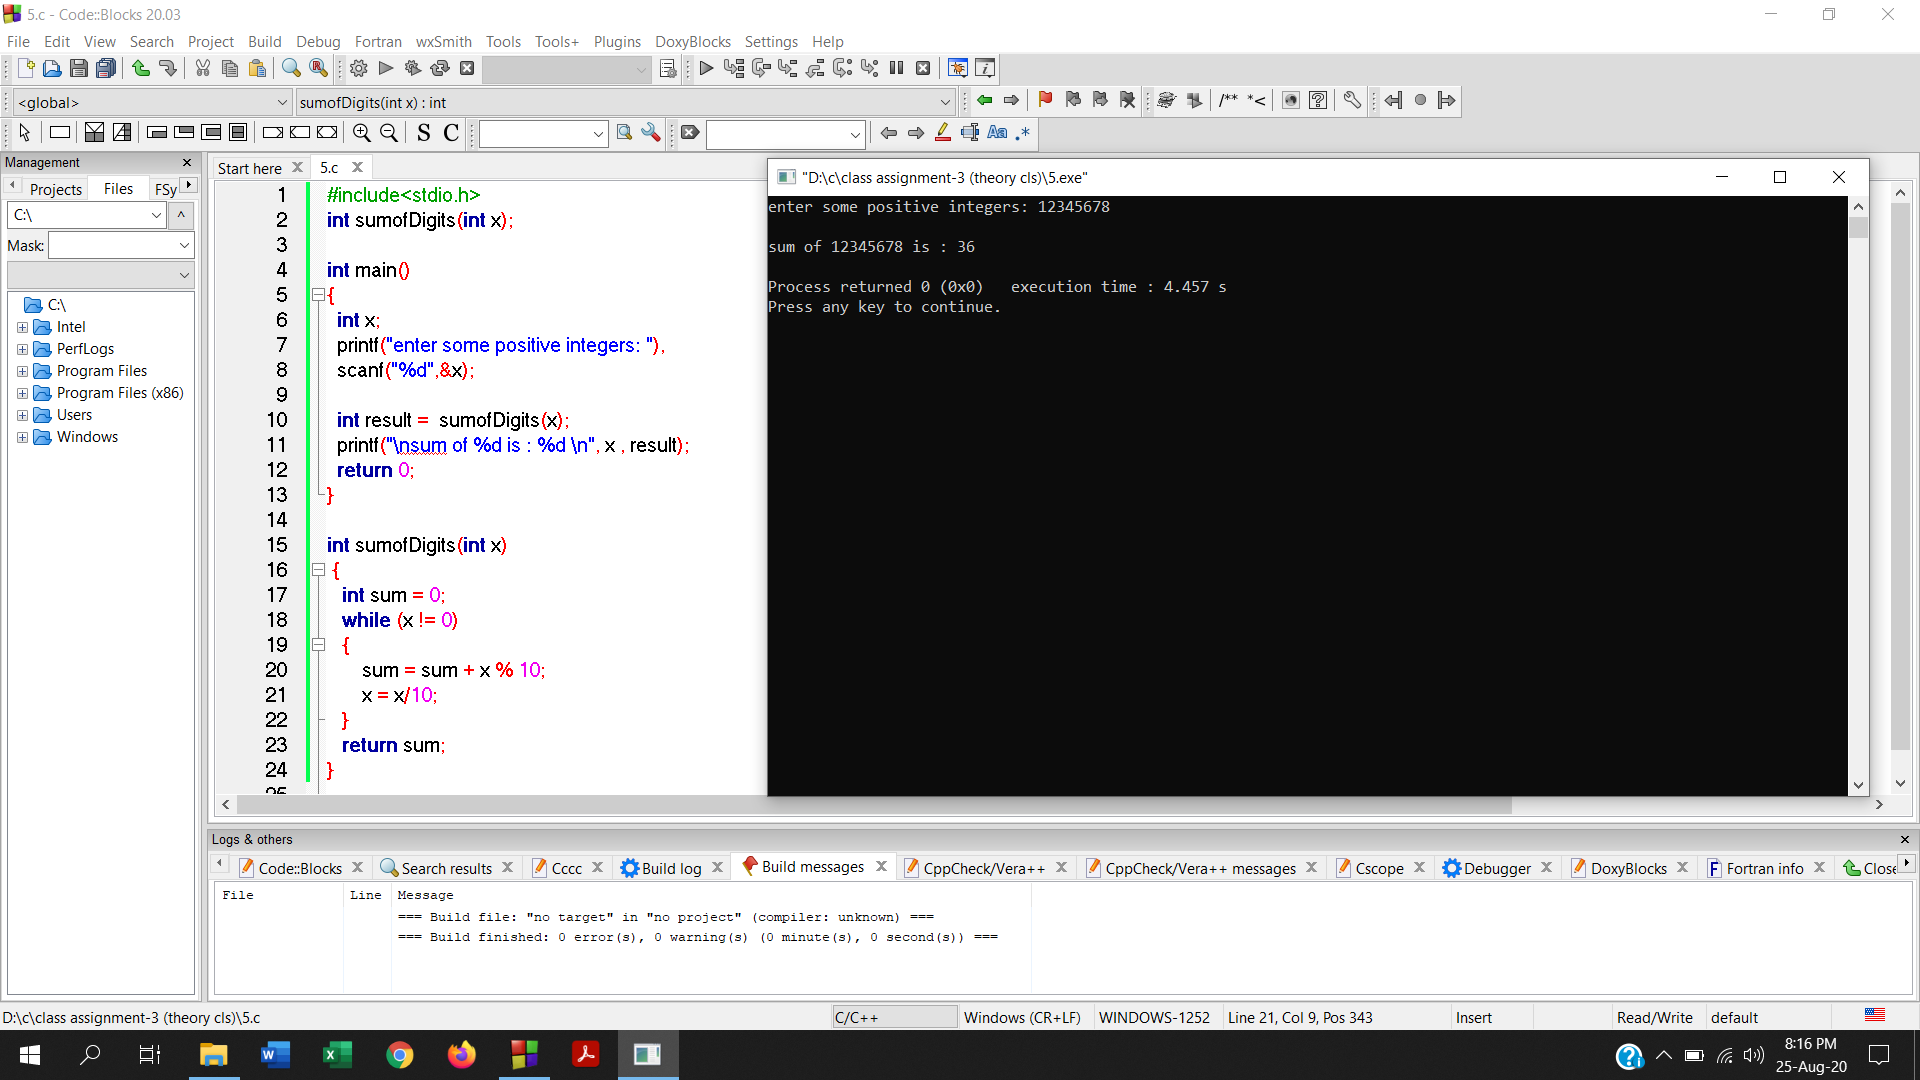 5.c - Code::Blocks 20.03
File Edit View Search Project Build Debug Fortran wxSmith Tools Tools+ Plugins DoxyBlocks Settings Help
<global> sumofDigits(int x) : int
/** *<
S C Aa .*
Management
Projects Files FSy
C:\
Mask:
C:\
Intel
PerfLogs
Program Files
Program Files (x86)
Users
Windows
Start here 5.c
1 #include<stdio.h>
2 int sumofDigits(int x);
3
4 int main()
5 {
6 int x;
7 printf("enter some positive integers: "),
8 scanf("%d",&x);
9
10 int result =  sumofDigits(x);
11 printf("\nsum of %d is : %d \n", x , result);
12 return 0;
13 }
14
15 int sumofDigits(int x)
16 {
17 int sum = 0;
18 while (x != 0)
19 {
20 sum = sum + x % 10;
21 x = x/10;
22 }
23 return sum;
24 }
25
"D:\c\class assignment-3 (theory cls)\5.exe"
enter some positive integers: 12345678
sum of 12345678 is : 36
Process returned 0 (0x0)   execution time : 4.457 s
Press any key to continue.
Logs & others
Code::Blocks Search results Cccc Build log Build messages CppCheck/Vera++ CppCheck/Vera++ messages Cscope Debugger DoxyBlocks Fortran info Close
File Line Message
=== Build file: "no target" in "no project" (compiler: unknown) ===
=== Build finished: 0 error(s), 0 warning(s) (0 minute(s), 0 second(s)) ===
D:\c\class assignment-3 (theory cls)\5.c C/C++ Windows (CR+LF) WINDOWS-1252 Line 21, Col 9, Pos 343 Insert Read/Write default
8:16 PM
25-Aug-20